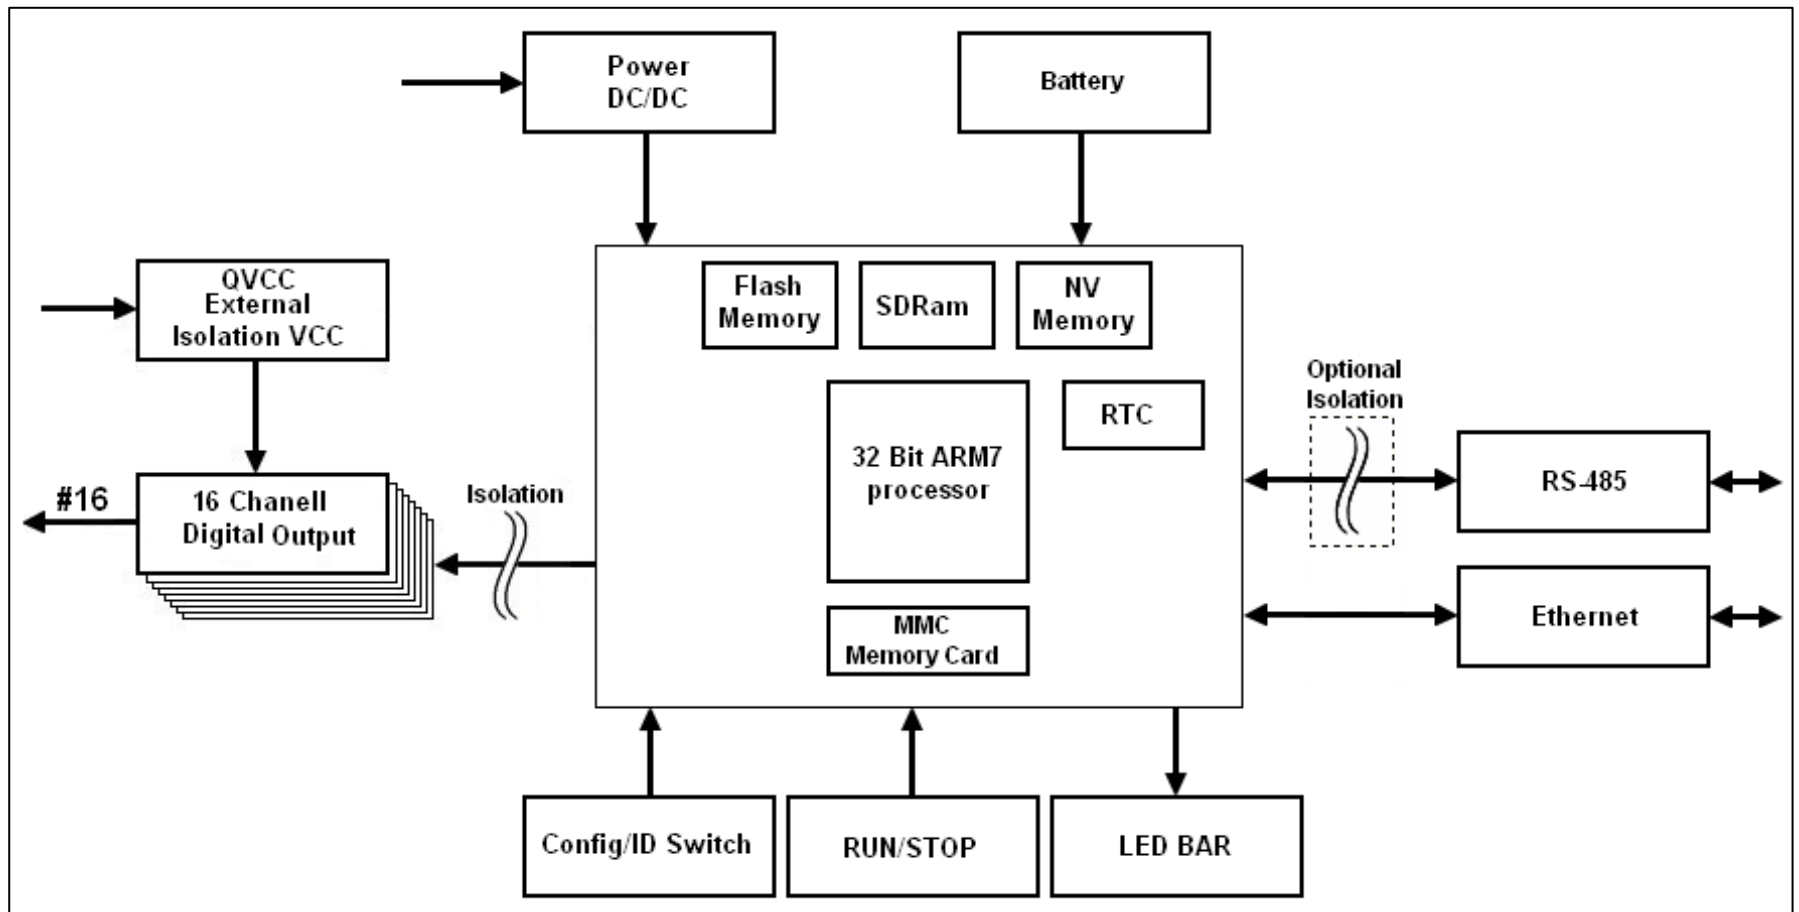 Power
DC/DC
Battery
QVCC
External
Isolation VCC
Flash
Memory
SDRam
NV
Memory
Optional
Isolation
RTC
32 Bit ARM7
processor
RS-485
#16
16 Chanell
Digital Output
Isolation
Ethernet
MMC
Memory Card
Config/ID Switch
RUN/STOP
LED BAR